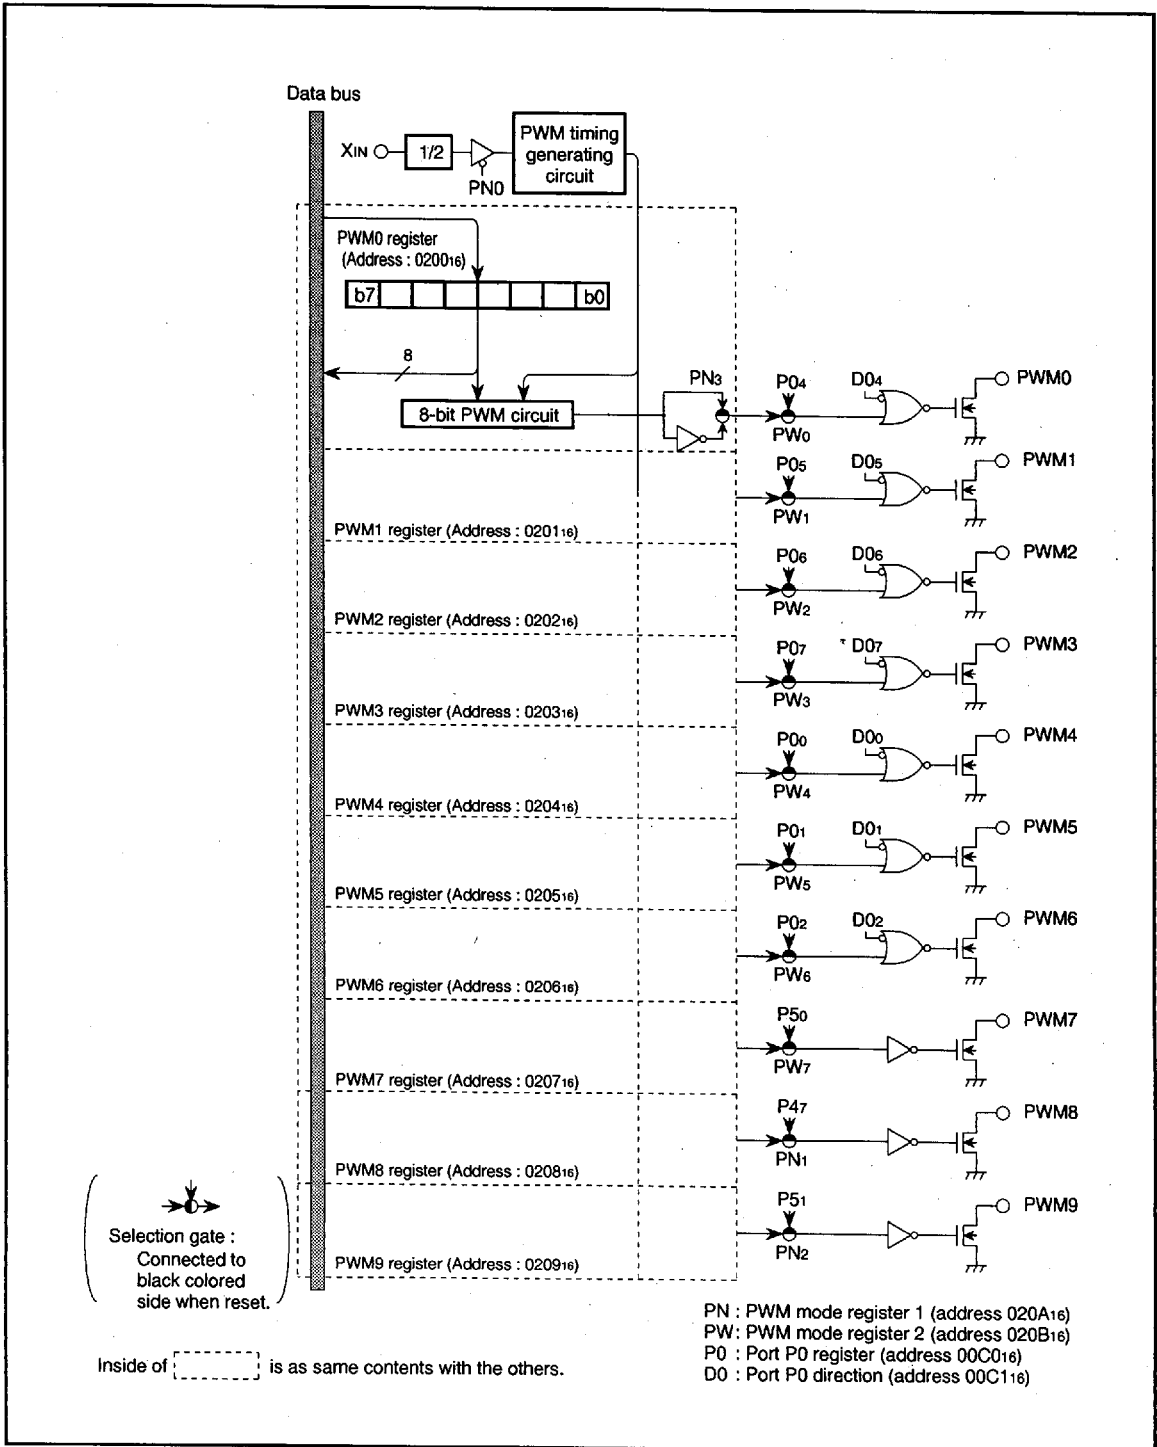 Data bus
XIN
1/2
PN0
PWM timing
generating
circuit
PWM0 register
(Address : 020016)
b7
b0
8
8-bit PWM circuit
PN3
P04
PW0
D04
PWM0
P05
PW1
D05
PWM1
PWM1 register (Address : 020116)
P06
PW2
D06
PWM2
PWM2 register (Address : 020216)
P07
PW3
D07
PWM3
PWM3 register (Address : 020316)
P00
PW4
D00
PWM4
PWM4 register (Address : 020416)
P01
PW5
D01
PWM5
PWM5 register (Address : 020516)
P02
PW6
D02
PWM6
PWM6 register (Address : 020616)
P50
PW7
PWM7
PWM7 register (Address : 020716)
P47
PN1
PWM8
PWM8 register (Address : 020816)
P51
PN2
PWM9
PWM9 register (Address : 020916)
Selection gate :
Connected to
black colored
side when reset.
PN : PWM mode register 1 (address 020A16)
PW : PWM mode register 2 (address 020B16)
P0 : Port P0 register (address 00C016)
D0 : Port P0 direction (address 00C116)
Inside of is as same contents with the others.